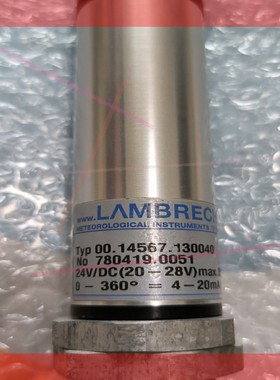 www.LAMBREC
METEOROLOGICAL INSTRUMENTS
Typ 00.14567.130040
No 780419.0051
24V/DC(20-28V)max.
0 - 360° = 4-20mA